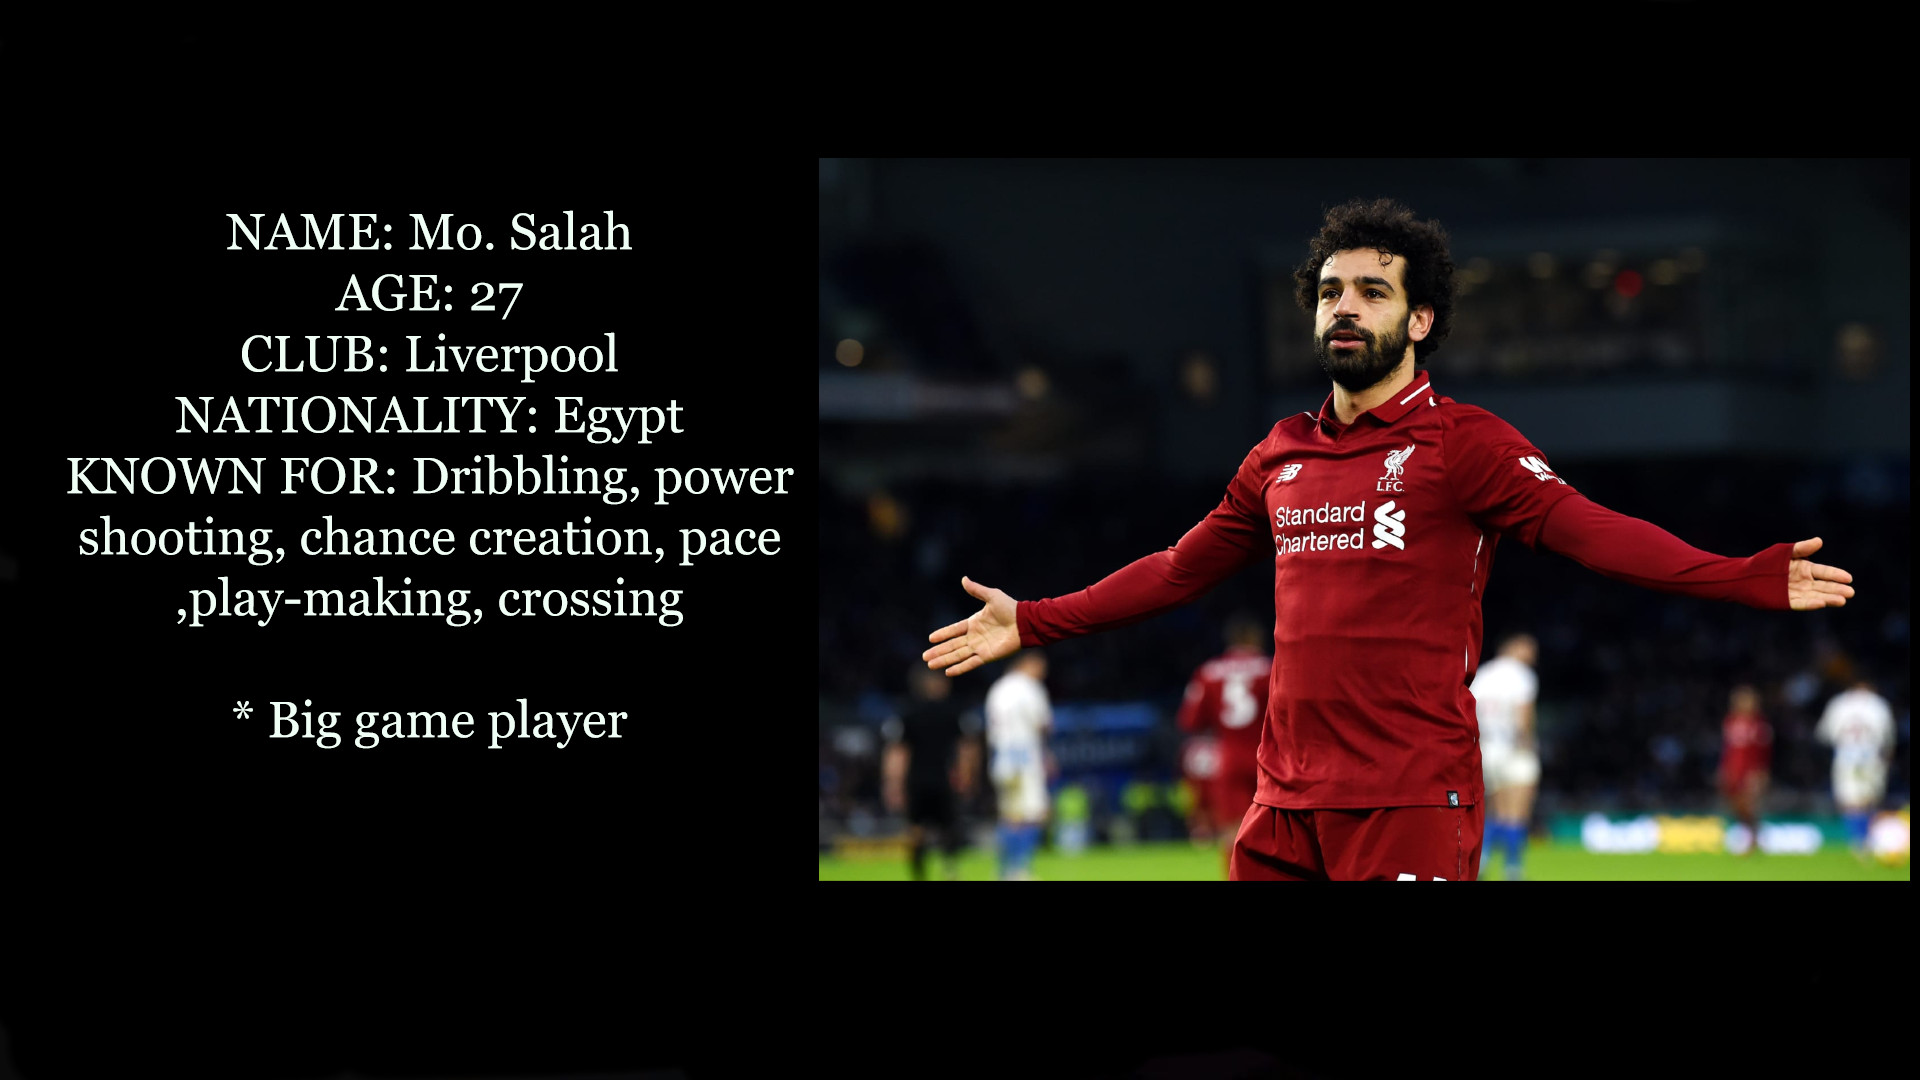 NAME: Mo. Salah
AGE: 27
CLUB: Liverpool
NATIONALITY: Egypt
KNOWN FOR: Dribbling, power
shooting, chance creation, pace
,play-making, crossing
* Big game player
L.F.C.
Standard
Chartered
5